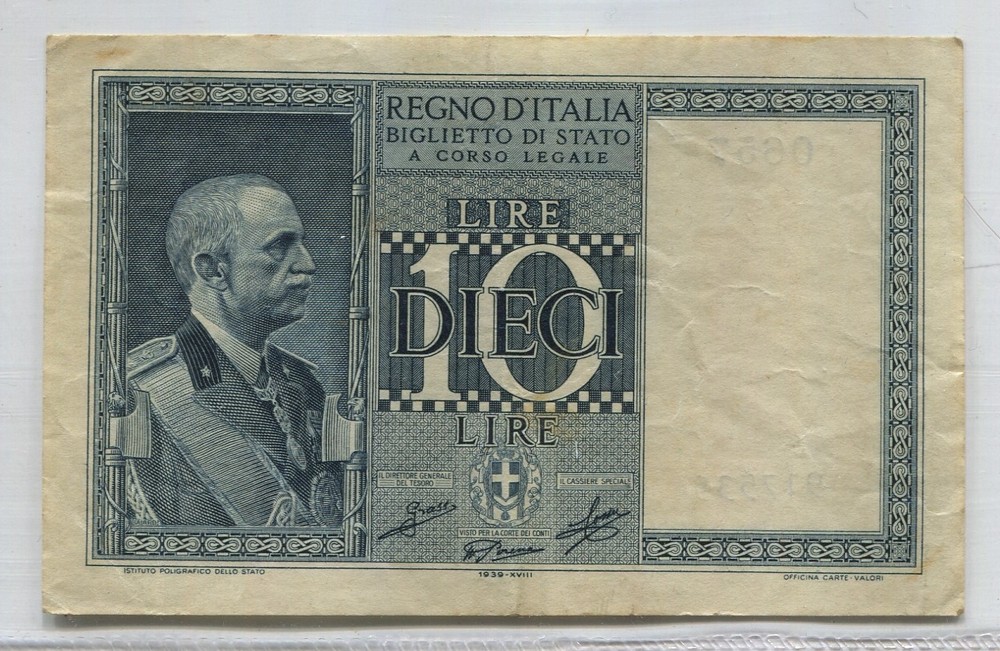 REGNO D'ITALIA
BIGLIETTO DI STATO
A CORSO LEGALE
LIRE
10
DIECI
LIRE
IL DIRETTORE GENERALE
DEL TESORO
IL CASSIERE SPECIALE
VISTO PER LA CORTE DEI CONTI
ISTITUTO POLIGRAFICO DELLO STATO
1939-XVIII
OFFICINA CARTE-VALORI